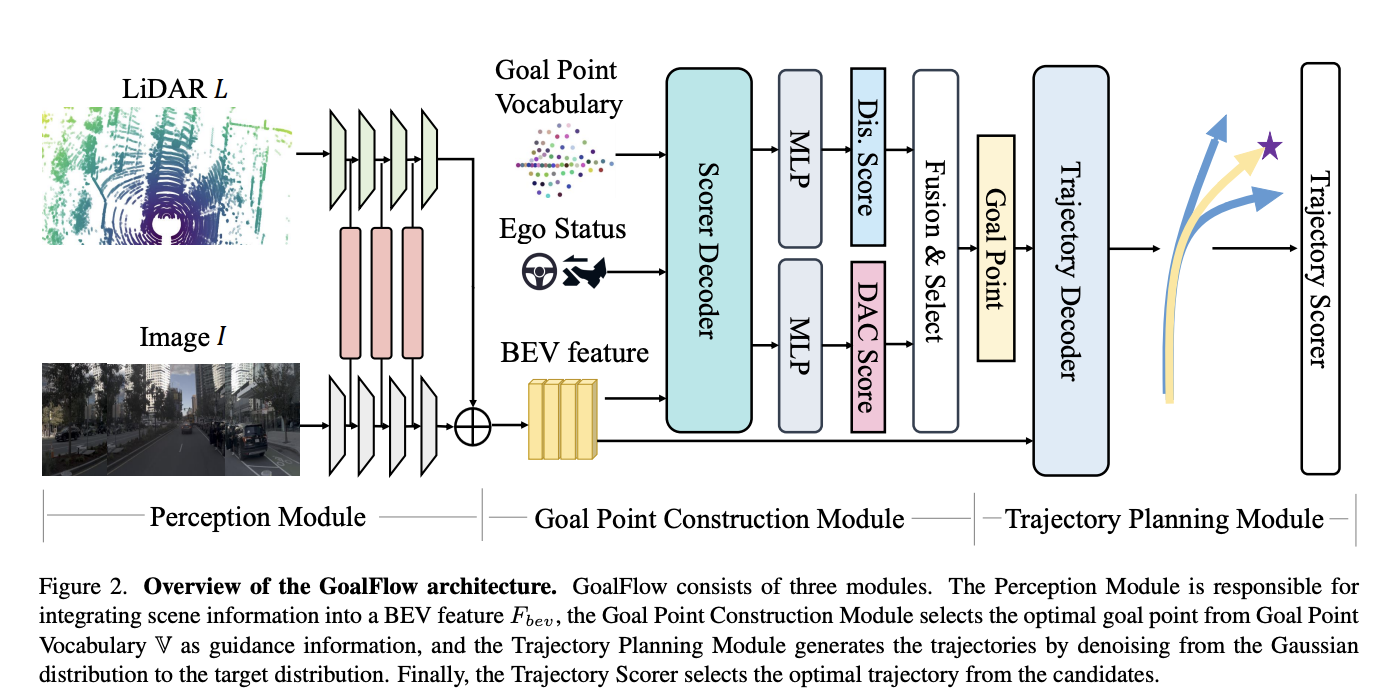 LiDAR L
Image I
Goal Point
Vocabulary
Ego Status
BEV feature
Scorer Decoder
MLP
MLP
Dis. Score
DAC Score
Fusion & Select
Goal Point
Trajectory Decoder
Trajectory Scorer
Perception Module
Goal Point Construction Module
Trajectory Planning Module
Figure 2. Overview of the GoalFlow architecture. GoalFlow consists of three modules. The Perception Module is responsible for
integrating scene information into a BEV feature F_bev, the Goal Point Construction Module selects the optimal goal point from Goal Point
Vocabulary 𝕍 as guidance information, and the Trajectory Planning Module generates the trajectories by denoising from the Gaussian
distribution to the target distribution. Finally, the Trajectory Scorer selects the optimal trajectory from the candidates.